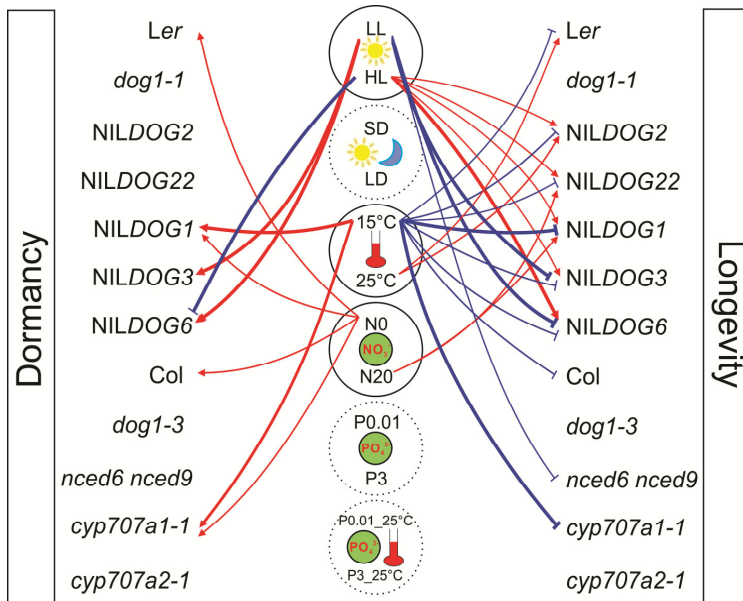 Dormancy
Ler
dog1-1
NILDOG2
NILDOG22
NILDOG1
NILDOG3
NILDOG6
Col
dog1-3
nced6 nced9
cyp707a1-1
cyp707a2-1
LL
HL
SD
LD
15°C
25°C
N0
NO₃⁻
N20
P0.01
PO₄³⁻
P3
P0.01_25°C
PO₄³⁻
P3_25°C
Ler
dog1-1
NILDOG2
NILDOG22
NILDOG1
NILDOG3
NILDOG6
Col
dog1-3
nced6 nced9
cyp707a1-1
cyp707a2-1
Longevity